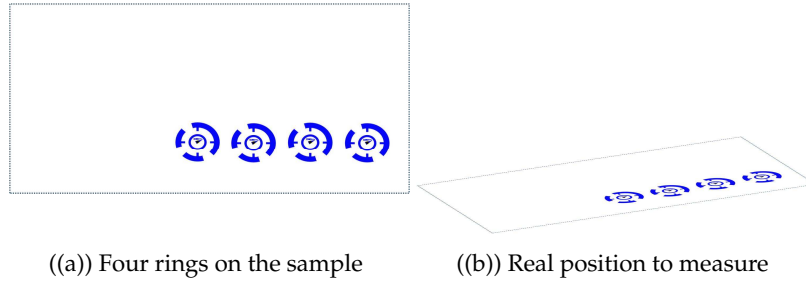 ((a)) Four rings on the sample
((b)) Real position to measure